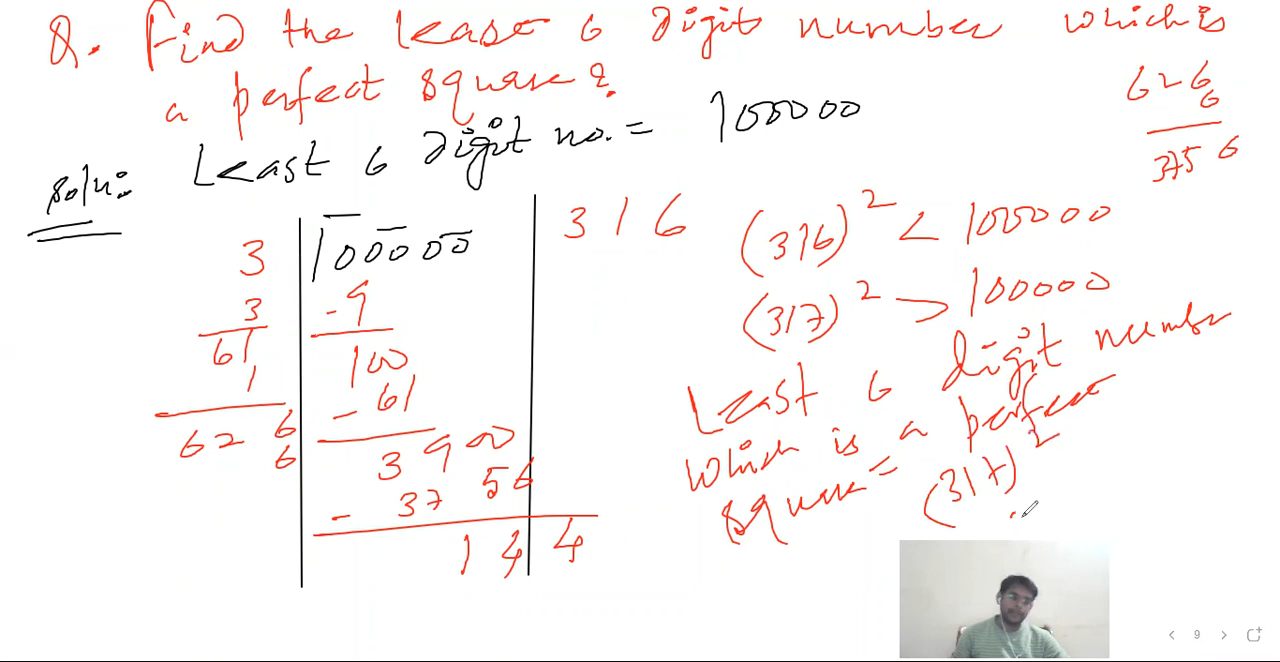 Q. Find the least 6 digit number which is
a perfect square?
Soln: Least 6 digit no. = 100000
626
6
3756
3 100000 316
3 -9
61 100
1 -61
626 3900
6 -3756
144
(316)² < 100000
(317)² > 100000
Least 6 digit number
which is a perfect
square = (317)²
< 9 >